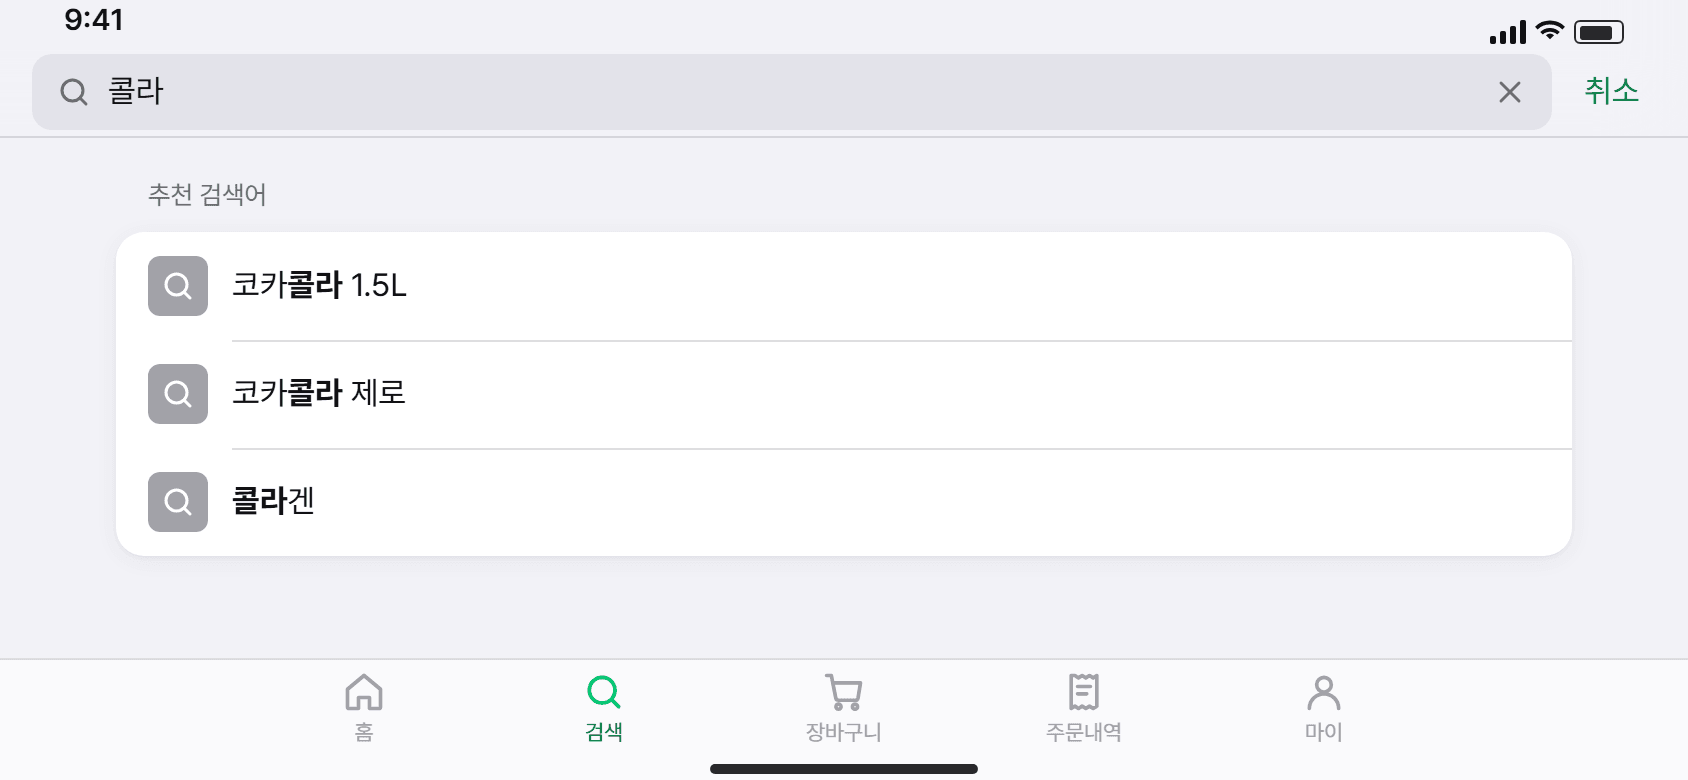 9:41
콜라
취소
추천 검색어
코카콜라 1.5L
코카콜라 제로
콜라겐
홈
검색
장바구니
주문내역
마이